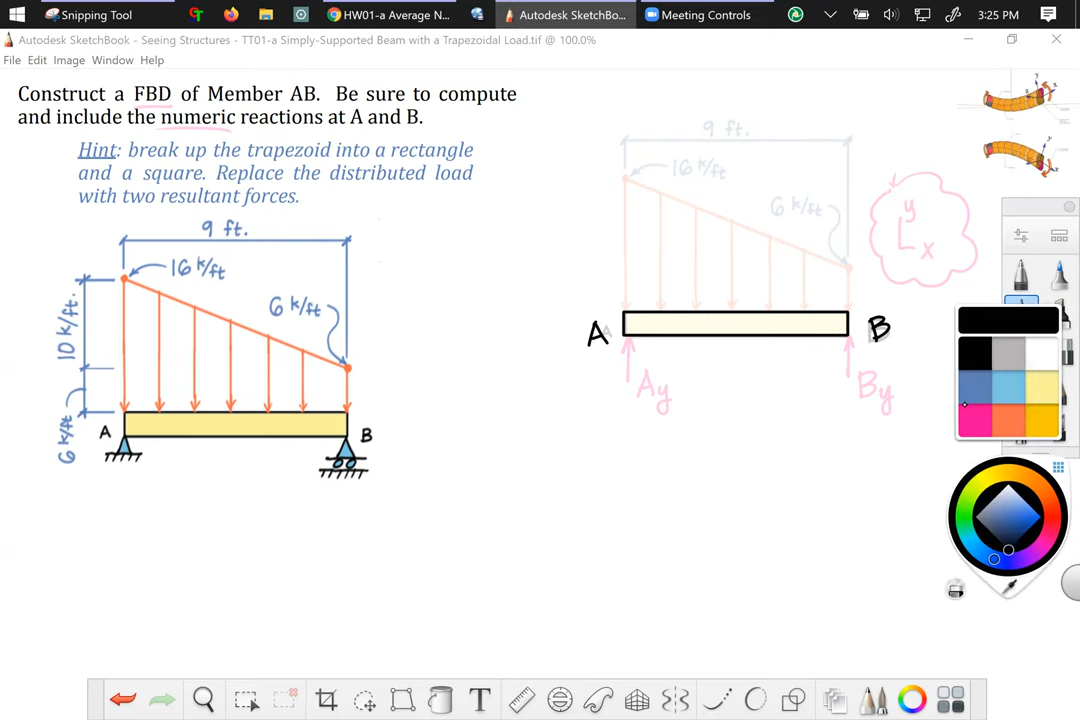 Snipping Tool
HW01-a Average N...
Autodesk SketchBo...
Meeting Controls
3:25 PM
Autodesk SketchBook - Seeing Structures - TT01-a Simply-Supported Beam with a Trapezoidal Load.tif @ 100.0%
File Edit Image Window Help
Construct a FBD of Member AB. Be sure to compute
and include the numeric reactions at A and B.
Hint: break up the trapezoid into a rectangle
and a square. Replace the distributed load
with two resultant forces.
9 ft.
16 k/ft
6 k/ft
10 k/ft.
6 k/ft
A
B
9 ft.
16 k/ft
6 k/ft
y
x
A
B
Ay
By
T